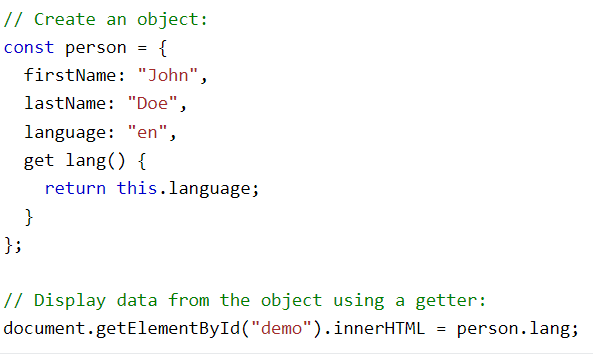 // Create an object:
const person = {
  firstName: "John",
  lastName: "Doe",
  language: "en",
  get lang() {
    return this.language;
  }
};

// Display data from the object using a getter:
document.getElementById("demo").innerHTML = person.lang;